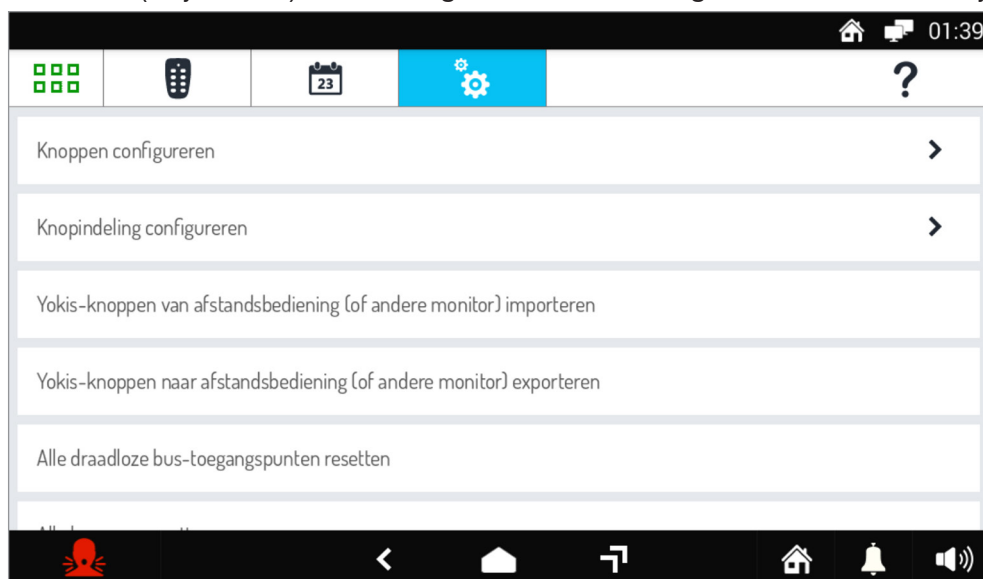 01:39
23
?
Knoppen configureren
Knopindeling configureren
Yokis-knoppen van afstandsbediening (of andere monitor) importeren
Yokis-knoppen naar afstandsbediening (of andere monitor) exporteren
Alle draadloze bus-toegangspunten resetten